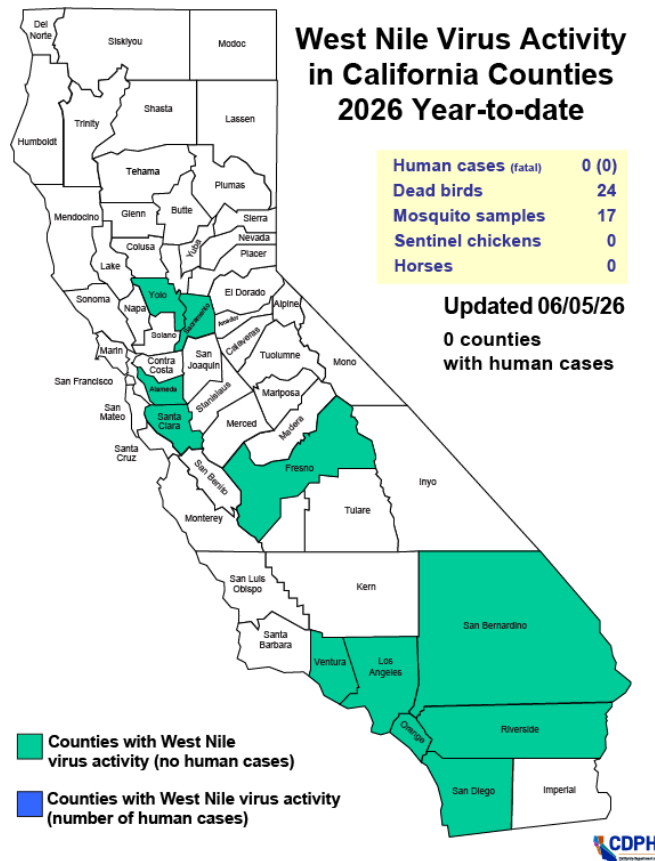 West Nile Virus Activity
in California Counties
2026 Year-to-date
Human cases (fatal) 0 (0)
Dead birds 24
Mosquito samples 17
Sentinel chickens 0
Horses 0
Updated 06/05/26
0 counties
with human cases
Del
Norte
Siskiyou
Modoc
Humboldt
Trinity
Shasta
Lassen
Tehama
Plumas
Mendocino
Glenn
Butte
Sierra
Colusa
Yuba
Nevada
Placer
Lake
Sonoma
Napa
Yolo
Sacramento
El Dorado
Alpine
Amador
Solano
Marin
Contra
Costa
San
Joaquin
Calaveras
Tuolumne
Mono
San Francisco
Alameda
Stanislaus
Mariposa
San
Mateo
Santa
Clara
Merced
Madera
Santa
Cruz
San Benito
Fresno
Inyo
Monterey
Tulare
San Luis
Obispo
Kern
San Bernardino
Santa
Barbara
Ventura
Los
Angeles
Orange
Riverside
San Diego
Imperial
Counties with West Nile
virus activity (no human cases)
Counties with West Nile virus activity
(number of human cases)
CDPH